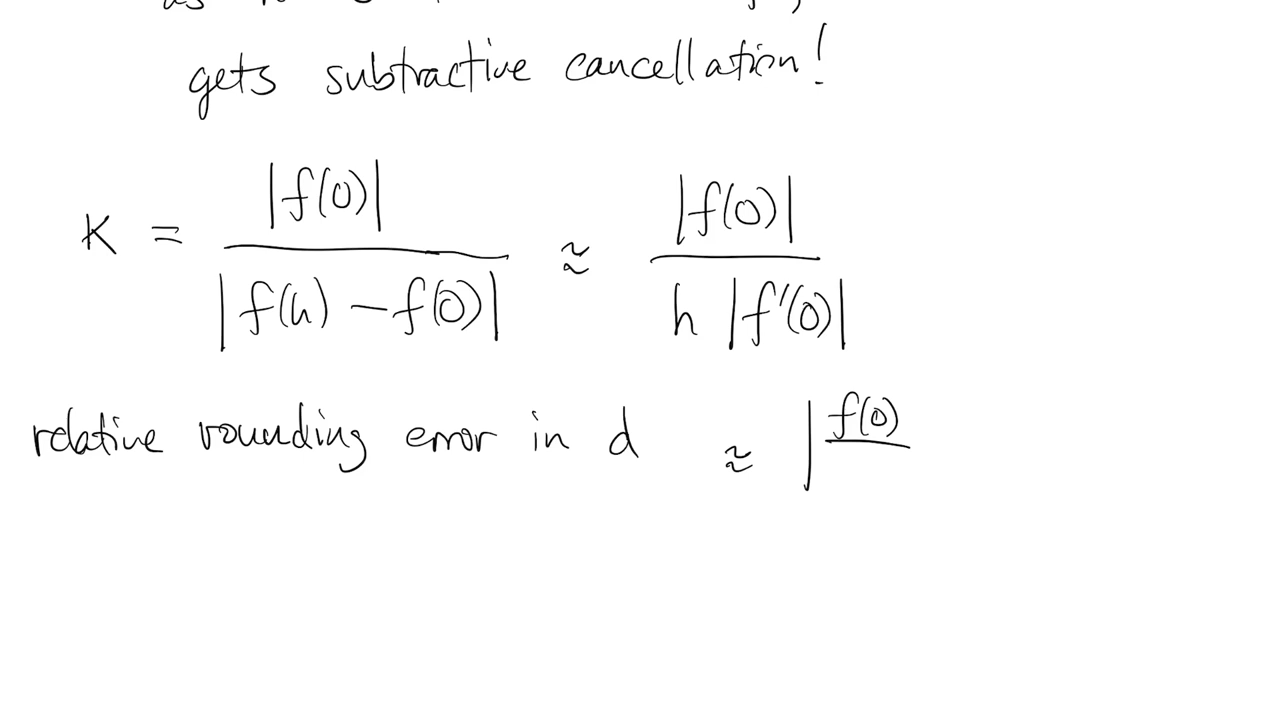 gets subtractive cancellation!
κ = |f(0)| / |f(h) - f(0)| ≈ |f(0)| / h |f'(0)|
relative rounding error in d ≈ | f(0) /